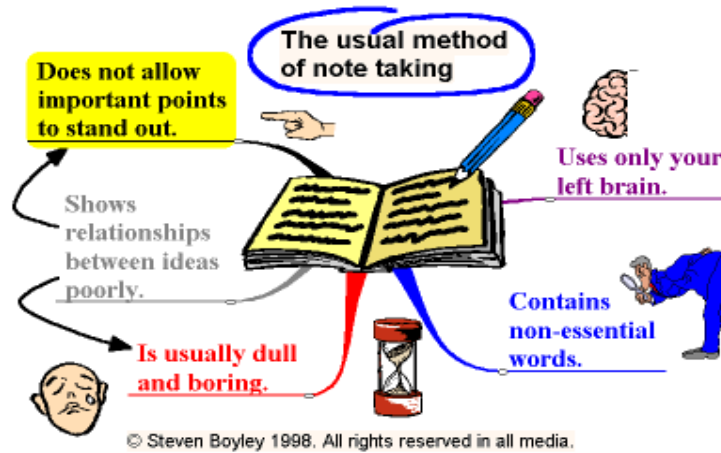 The usual method
of note taking
Does not allow
important points
to stand out.
Uses only your
left brain.
Shows
relationships
between ideas
poorly.
Contains
non-essential
words.
Is usually dull
and boring.
© Steven Boyley 1998. All rights reserved in all media.